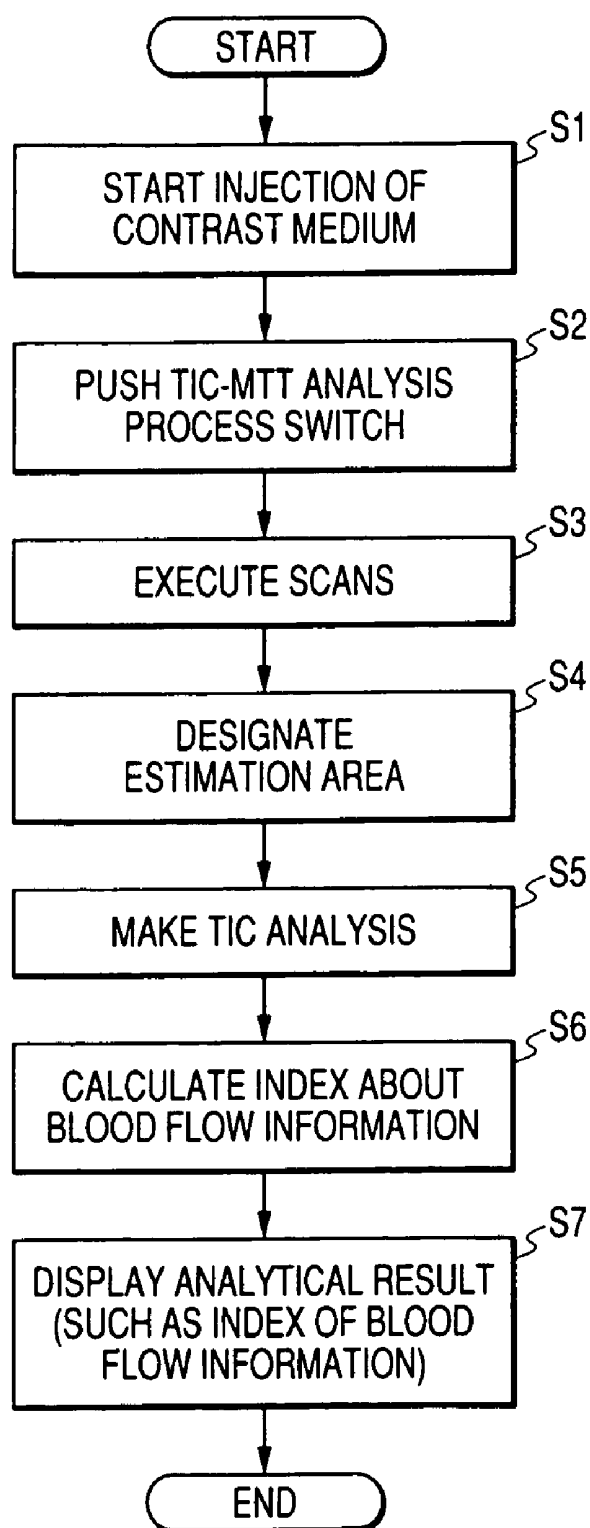 START
S1
START INJECTION OF
CONTRAST MEDIUM
S2
PUSH TIC-MTT ANALYSIS
PROCESS SWITCH
S3
EXECUTE SCANS
S4
DESIGNATE
ESTIMATION AREA
S5
MAKE TIC ANALYSIS
S6
CALCULATE INDEX ABOUT
BLOOD FLOW INFORMATION
S7
DISPLAY ANALYTICAL RESULT
(SUCH AS INDEX OF BLOOD
FLOW INFORMATION)
END